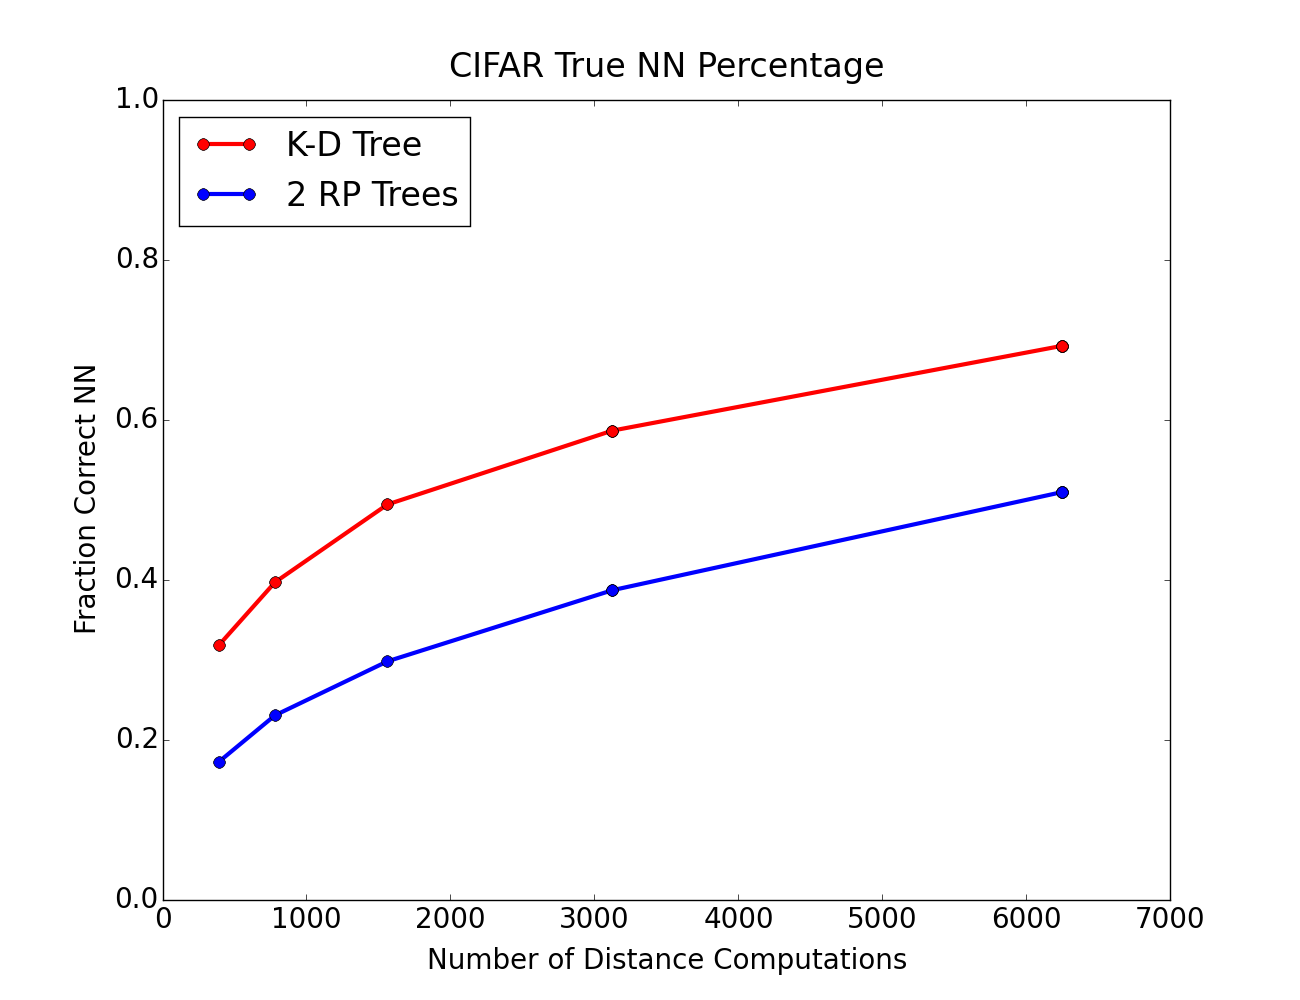 CIFAR True NN Percentage
1.0
K-D Tree
2 RP Trees
0.8
0.6
Fraction Correct NN
0.4
0.2
0.0
0 1000 2000 3000 4000 5000 6000 7000
Number of Distance Computations